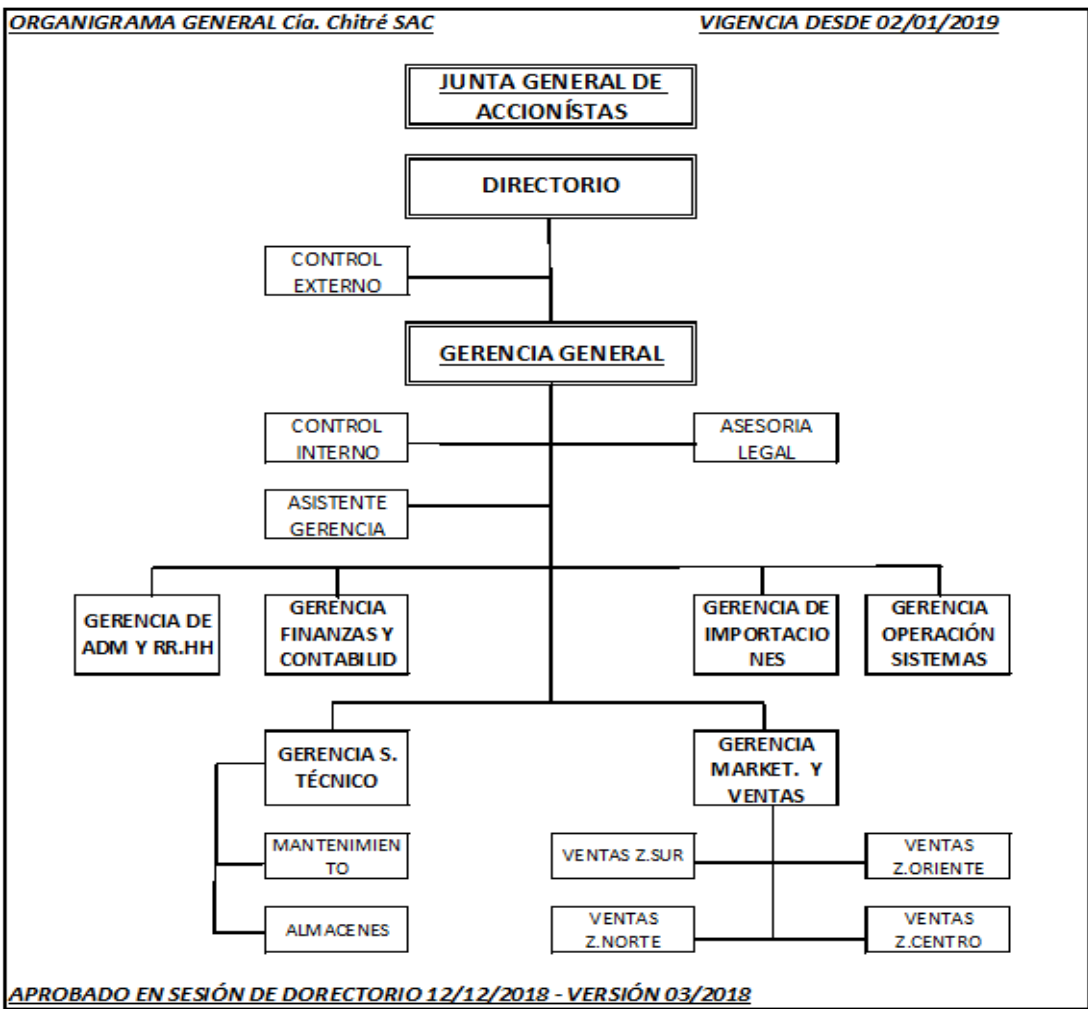 ORGANIGRAMA GENERAL Cía. Chitré SAC
VIGENCIA DESDE 02/01/2019
JUNTA GENERAL DE
ACCIONÍSTAS
DIRECTORIO
CONTROL
EXTERNO
GERENCIA GENERAL
CONTROL
INTERNO
ASESORIA
LEGAL
ASISTENTE
GERENCIA
GERENCIA DE
ADM Y RR.HH
GERENCIA
FINANZAS Y
CONTABILID
GERENCIA DE
IMPORTACIO
NES
GERENCIA
OPERACIÓN
SISTEMAS
GERENCIA S.
TÉCNICO
GERENCIA
MARKET. Y
VENTAS
MANTENIMIEN
TO
VENTAS Z.SUR
VENTAS
Z.ORIENTE
ALMACENES
VENTAS
Z.NORTE
VENTAS
Z.CENTRO
APROBADO EN SESIÓN DE DORECTORIO 12/12/2018 - VERSIÓN 03/2018